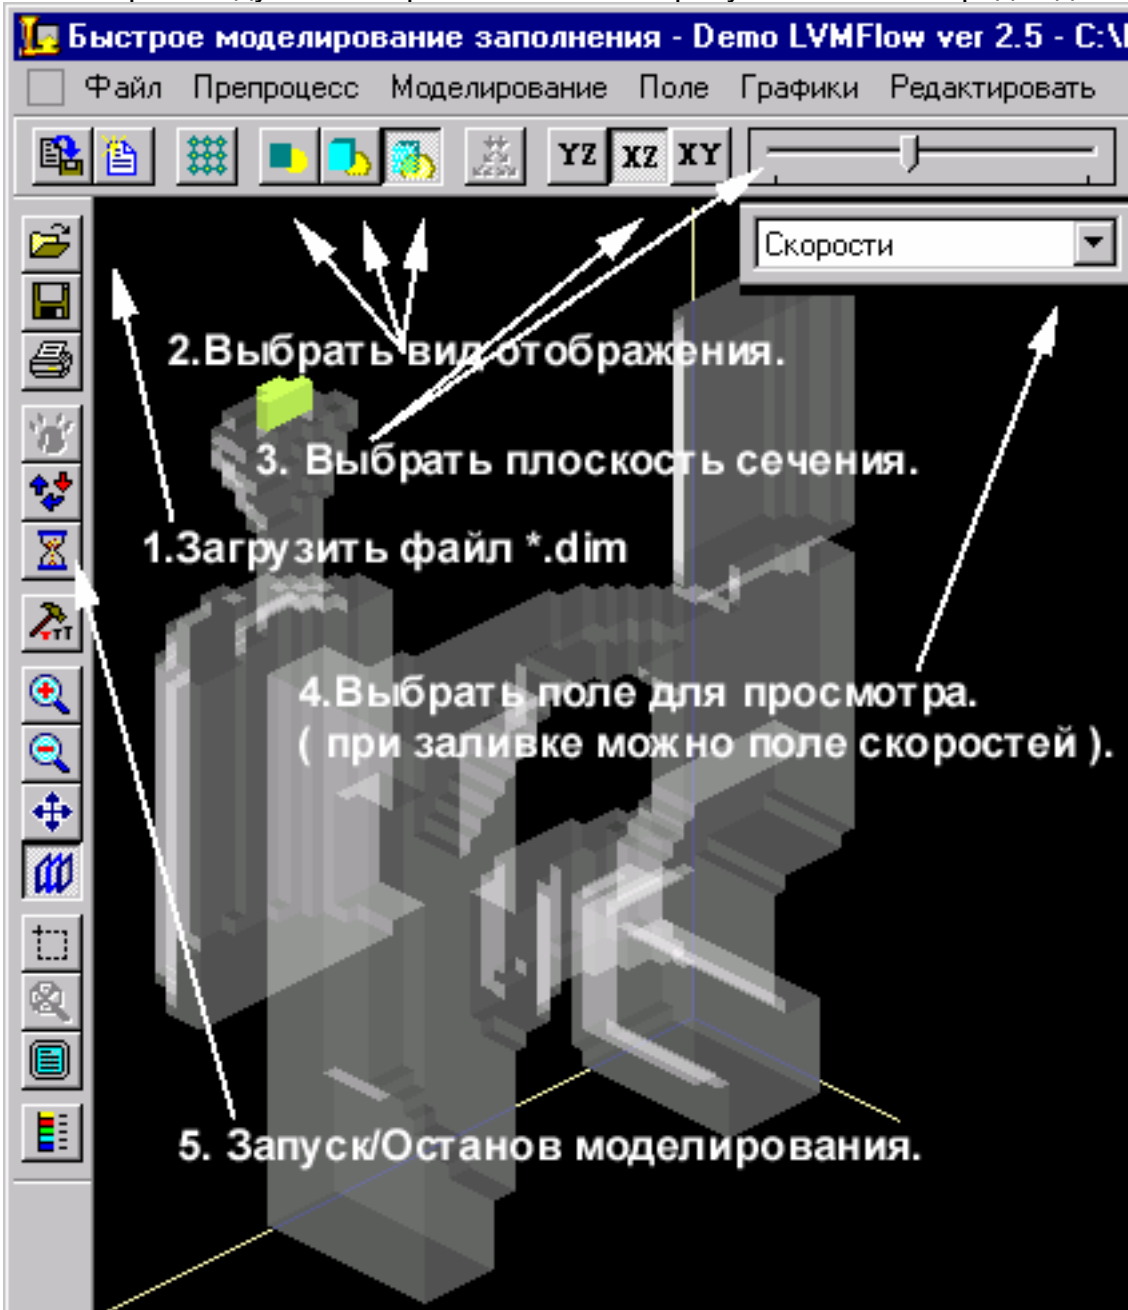 Быстрое моделирование заполнения - Demo LVMFlow ver 2.5 - C:\
Файл Препроцесс Моделирование Поле Графики Редактировать
YZ XZ XY
Скорости
2.Выбрать вид отображения.
3. Выбрать плоскость сечения.
1.Загрузить файл *.dim
4.Выбрать поле для просмотра.
( при заливке можно поле скоростей ).
5. Запуск/Останов моделирования.